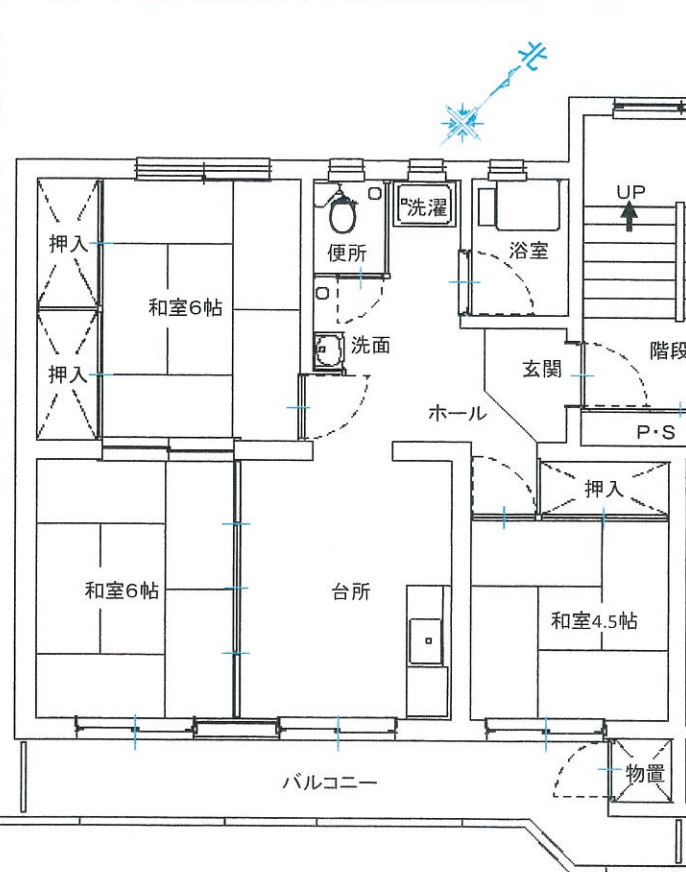 北
UP
押入
洗濯
便所
浴室
和室6帖
洗面
階段
押入
玄関
ホール
P・S
押入
和室6帖
台所
和室4.5帖
バルコニー
物置